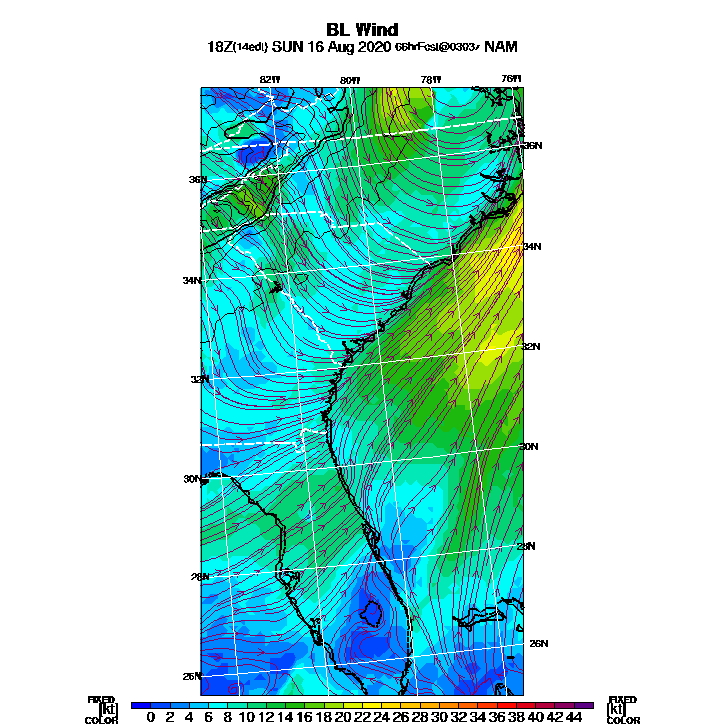 BL Wind
18Z(14edt) SUN 16 Aug 2020 66hrFcst@0303z NAM
82W 80W 78W 76W
36N
36N
34N
34N
32N
32N
30N
30N
28N
28N
26N
26N
FIXED FIXED
[kt] 0 2 4 6 8 10 12 14 16 18 20 22 24 26 28 30 32 34 36 38 40 42 44 [kt]
COLOR COLOR